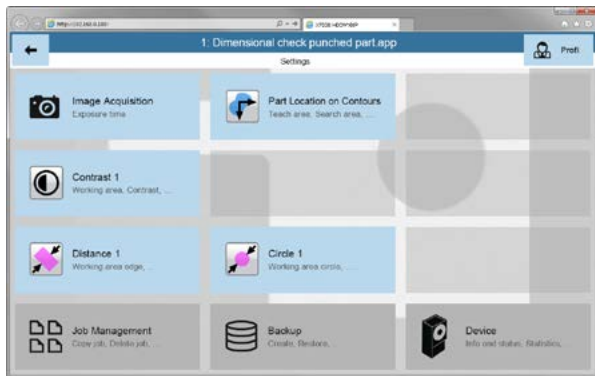 1: Dimensional check punched part.app
Profi
Settings
Image Acquisition
Exposure time
Part Location on Contours
Teach area, Search area, ...
Contrast 1
Working area, Contrast, ...
Distance 1
Working area edge, ...
Circle 1
Working area circle, ...
Job Management
Copy job, Delete job, ...
Backup
Create, Restore, ...
Device
Info and status, Statistics, ...